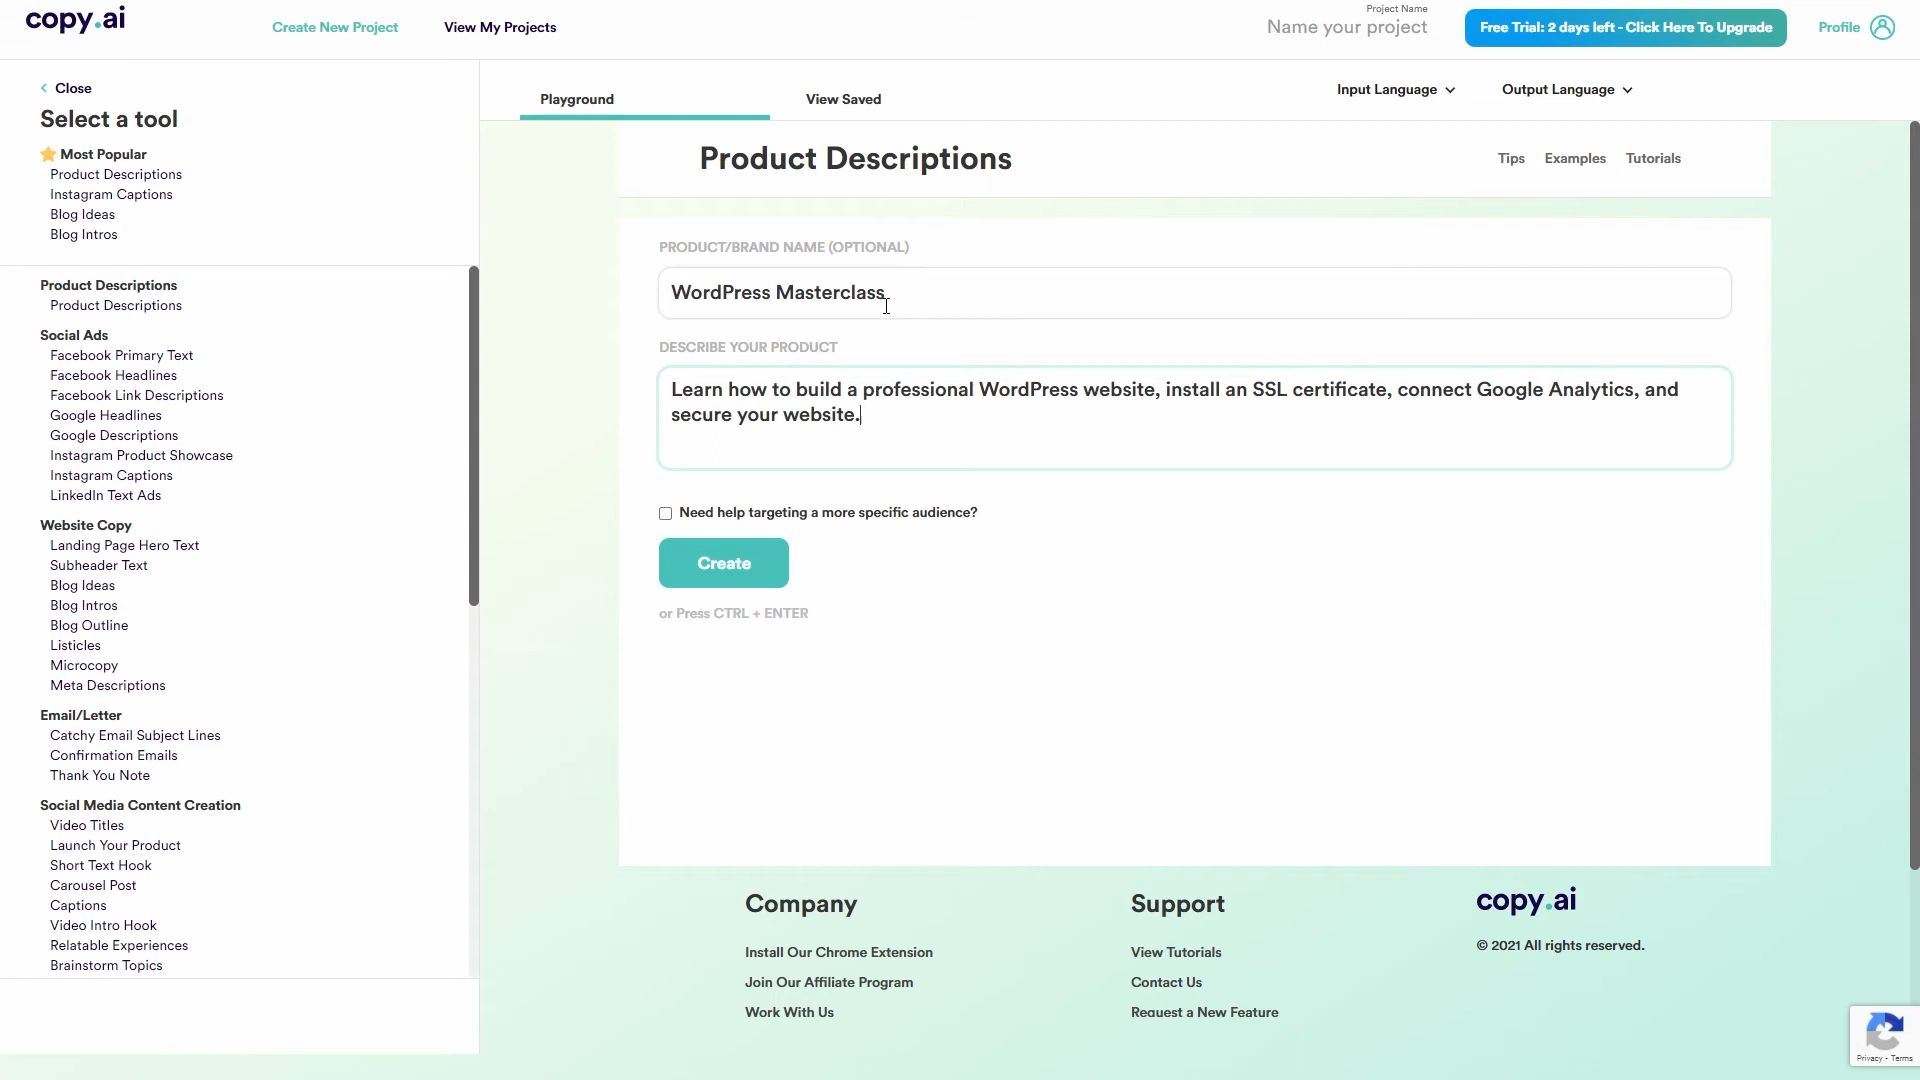 copy.ai
Create New Project
View My Projects
Project Name
Name your project
Free Trial: 2 days left - Click Here To Upgrade
Profile
Close
Select a tool
Most Popular
Product Descriptions
Instagram Captions
Blog Ideas
Blog Intros
Product Descriptions
Product Descriptions
Social Ads
Facebook Primary Text
Facebook Headlines
Facebook Link Descriptions
Google Headlines
Google Descriptions
Instagram Product Showcase
Instagram Captions
LinkedIn Text Ads
Website Copy
Landing Page Hero Text
Subheader Text
Blog Ideas
Blog Intros
Blog Outline
Listicles
Microcopy
Meta Descriptions
Email/Letter
Catchy Email Subject Lines
Confirmation Emails
Thank You Note
Social Media Content Creation
Video Titles
Launch Your Product
Short Text Hook
Carousel Post
Captions
Video Intro Hook
Relatable Experiences
Brainstorm Topics
Playground
View Saved
Input Language
Output Language
Product Descriptions
Tips
Examples
Tutorials
PRODUCT/BRAND NAME (OPTIONAL)
WordPress Masterclass
DESCRIBE YOUR PRODUCT
Learn how to build a professional WordPress website, install an SSL certificate, connect Google Analytics, and
secure your website.
Need help targeting a more specific audience?
Create
or Press CTRL + ENTER
Company
Install Our Chrome Extension
Join Our Affiliate Program
Work With Us
Support
View Tutorials
Contact Us
Request a New Feature
copy.ai
© 2021 All rights reserved.
Privacy - Terms